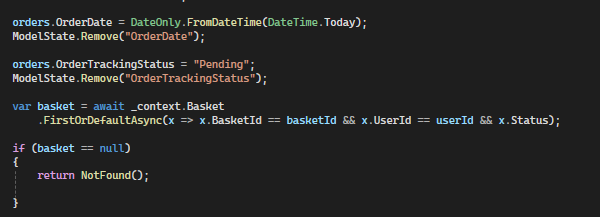 orders.OrderDate = DateOnly.FromDateTime(DateTime.Today);
ModelState.Remove("OrderDate");
orders.OrderTrackingStatus = "Pending";
ModelState.Remove("OrderTrackingStatus");
var basket = await _context.Basket
.FirstOrDefaultAsync(x => x.BasketId == basketId && x.UserId == userId && x.Status);
if (basket == null)
{
return NotFound();
}